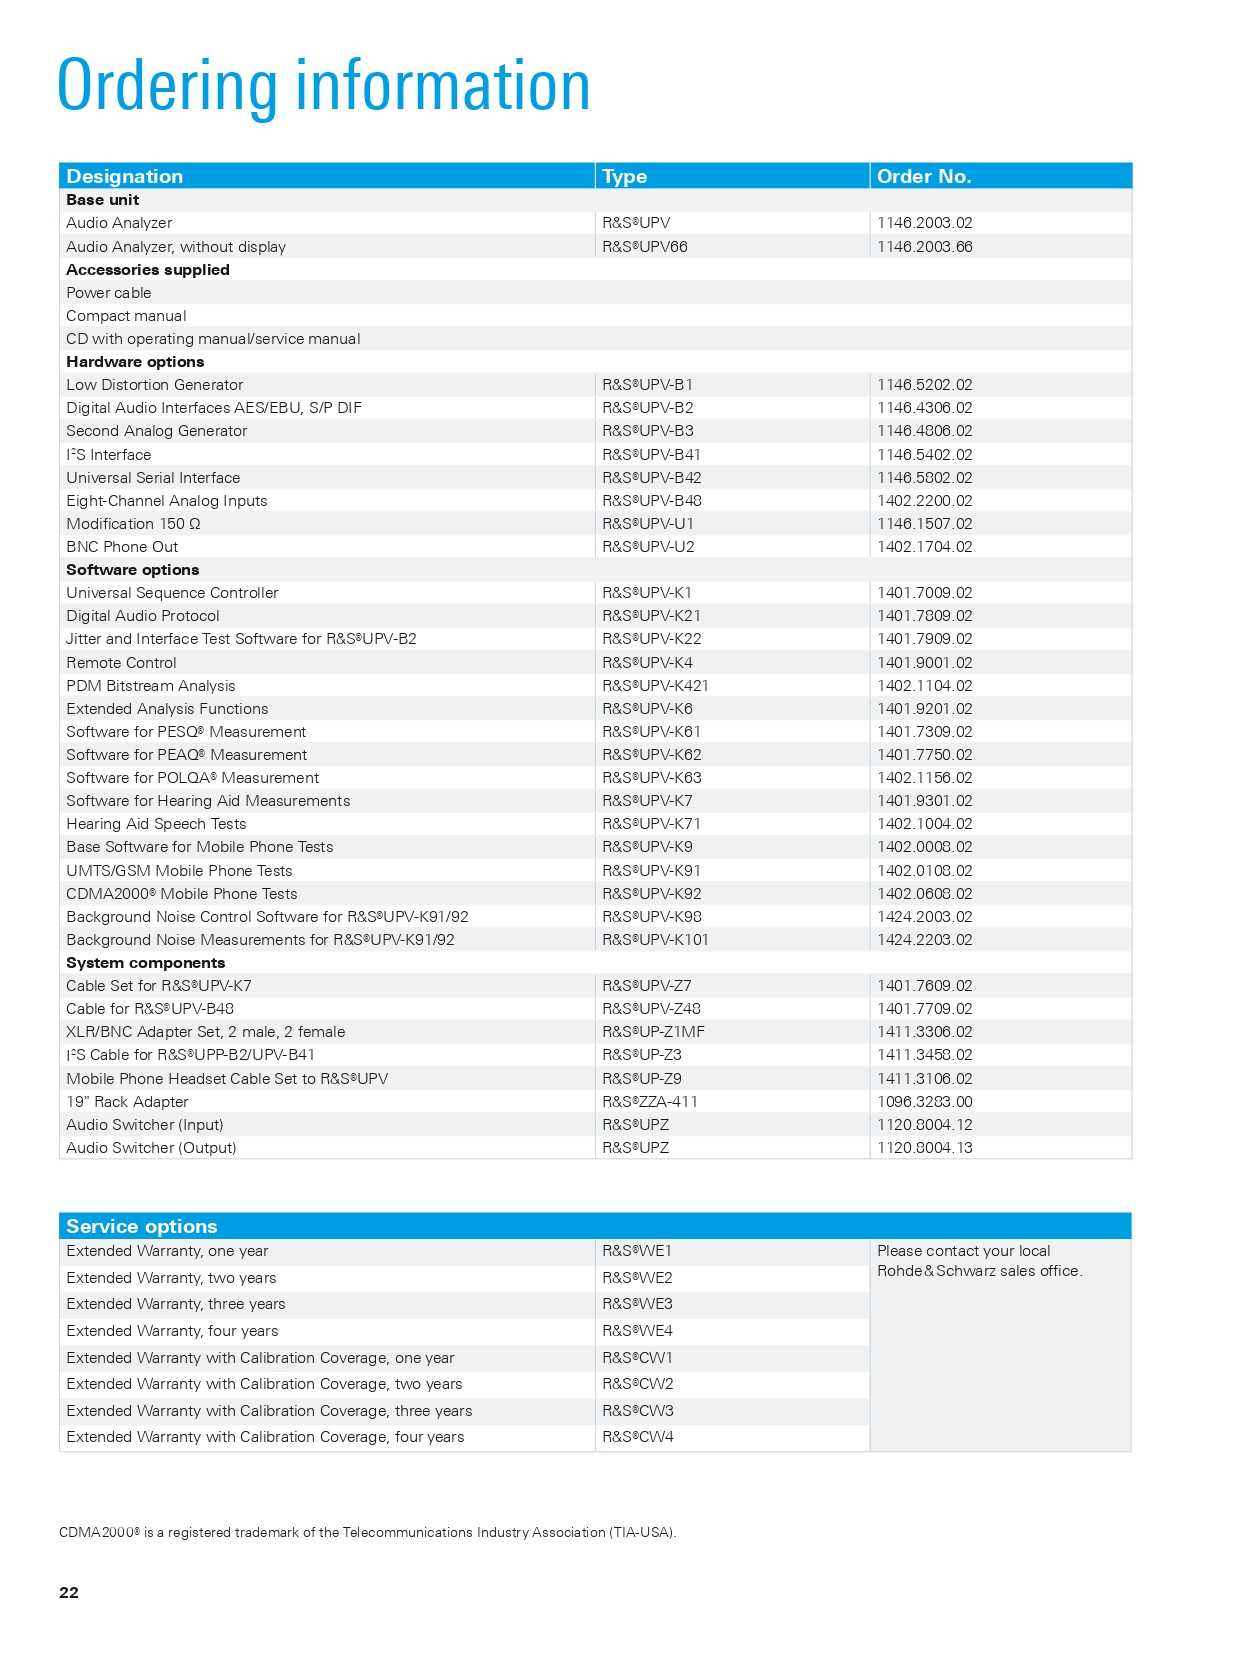 Ordering information
Designation Type Order No.
Base unit
Audio Analyzer R&S®UPV 1146.2003.02
Audio Analyzer, without display R&S®UPV66 1146.2003.66
Accessories supplied
Power cable
Compact manual
CD with operating manual/service manual
Hardware options
Low Distortion Generator R&S®UPV-B1 1146.5202.02
Digital Audio Interfaces AES/EBU, S/P DIF R&S®UPV-B2 1146.4306.02
Second Analog Generator R&S®UPV-B3 1146.4806.02
I²S Interface R&S®UPV-B41 1146.5402.02
Universal Serial Interface R&S®UPV-B42 1146.5802.02
Eight-Channel Analog Inputs R&S®UPV-B48 1402.2200.02
Modification 150 Ω R&S®UPV-U1 1146.1507.02
BNC Phone Out R&S®UPV-U2 1402.1704.02
Software options
Universal Sequence Controller R&S®UPV-K1 1401.7009.02
Digital Audio Protocol R&S®UPV-K21 1401.7809.02
Jitter and Interface Test Software for R&S®UPV-B2 R&S®UPV-K22 1401.7909.02
Remote Control R&S®UPV-K4 1401.9001.02
PDM Bitstream Analysis R&S®UPV-K421 1402.1104.02
Extended Analysis Functions R&S®UPV-K6 1401.9201.02
Software for PESQ® Measurement R&S®UPV-K61 1401.7309.02
Software for PEAQ® Measurement R&S®UPV-K62 1401.7750.02
Software for POLQA® Measurement R&S®UPV-K63 1402.1156.02
Software for Hearing Aid Measurements R&S®UPV-K7 1401.9301.02
Hearing Aid Speech Tests R&S®UPV-K71 1402.1004.02
Base Software for Mobile Phone Tests R&S®UPV-K9 1402.0008.02
UMTS/GSM Mobile Phone Tests R&S®UPV-K91 1402.0108.02
CDMA2000® Mobile Phone Tests R&S®UPV-K92 1402.0608.02
Background Noise Control Software for R&S®UPV-K91/92 R&S®UPV-K98 1424.2003.02
Background Noise Measurements for R&S®UPV-K91/92 R&S®UPV-K101 1424.2203.02
System components
Cable Set for R&S®UPV-K7 R&S®UPV-Z7 1401.7609.02
Cable for R&S®UPV-B48 R&S®UPV-Z48 1401.7709.02
XLR/BNC Adapter Set, 2 male, 2 female R&S®UP-Z1MF 1411.3306.02
I²S Cable for R&S®UPP-B2/UPV-B41 R&S®UP-Z3 1411.3458.02
Mobile Phone Headset Cable Set to R&S®UPV R&S®UP-Z9 1411.3106.02
19" Rack Adapter R&S®ZZA-411 1096.3283.00
Audio Switcher (Input) R&S®UPZ 1120.8004.12
Audio Switcher (Output) R&S®UPZ 1120.8004.13
Service options
Extended Warranty, one year R&S®WE1 Please contact your local
Rohde & Schwarz sales office.
Extended Warranty, two years R&S®WE2
Extended Warranty, three years R&S®WE3
Extended Warranty, four years R&S®WE4
Extended Warranty with Calibration Coverage, one year R&S®CW1
Extended Warranty with Calibration Coverage, two years R&S®CW2
Extended Warranty with Calibration Coverage, three years R&S®CW3
Extended Warranty with Calibration Coverage, four years R&S®CW4
CDMA2000® is a registered trademark of the Telecommunications Industry Association (TIA-USA).
22